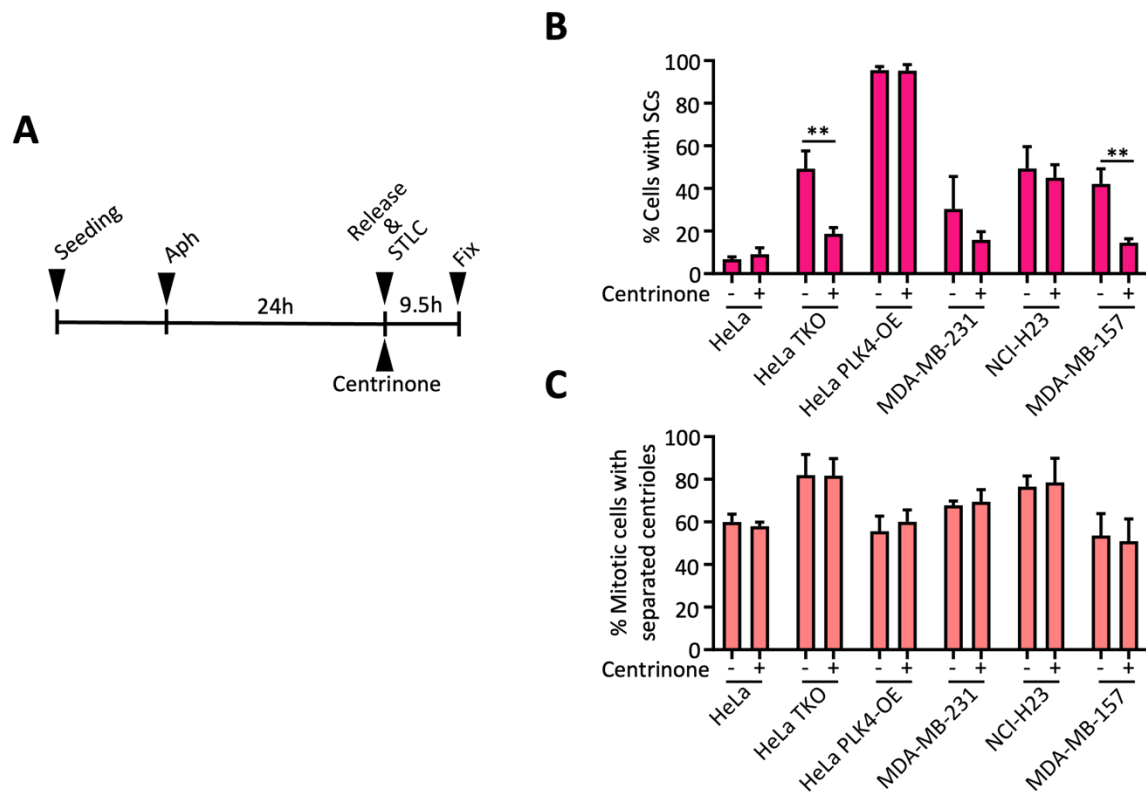 A
Seeding
Aph
Release
&
STLC
Fix
24h
9.5h
Centrinone
B
% Cells with SCs
100
80
60
40
20
0
**
**
Centrinone - + - + - + - + - + - +
HeLa
HeLa TKO
HeLa PLK4-OE
MDA-MB-231
NCI-H23
MDA-MB-157
C
% Mitotic cells with
separated centrioles
100
80
60
40
20
0
Centrinone - + - + - + - + - + - +
HeLa
HeLa TKO
HeLa PLK4-OE
MDA-MB-231
NCI-H23
MDA-MB-157